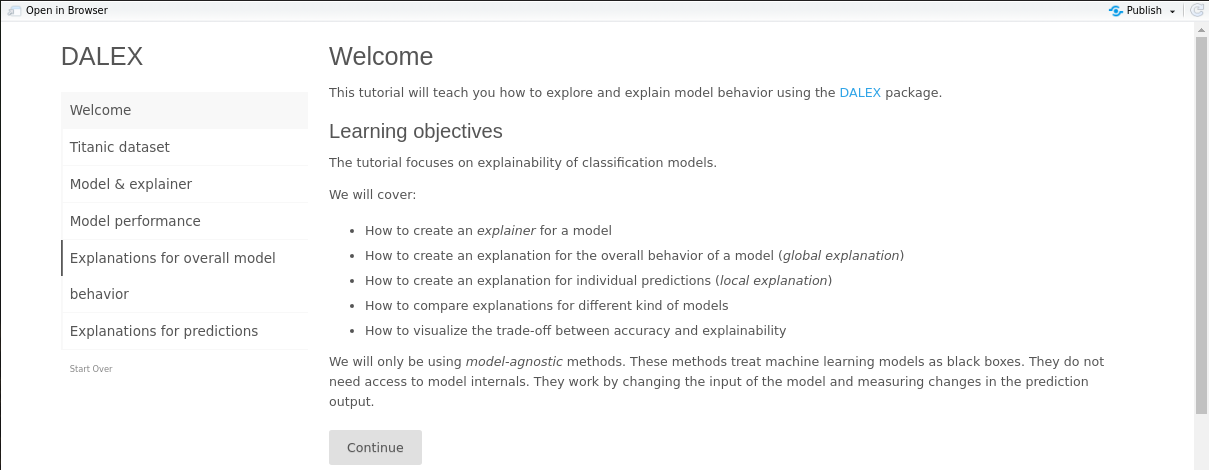 Open in Browser
Publish
DALEX
Welcome
Titanic dataset
Model & explainer
Model performance
Explanations for overall model
behavior
Explanations for predictions
Start Over
Welcome
This tutorial will teach you how to explore and explain model behavior using the DALEX package.
Learning objectives
The tutorial focuses on explainability of classification models.
We will cover:
• How to create an explainer for a model
• How to create an explanation for the overall behavior of a model (global explanation)
• How to create an explanation for individual predictions (local explanation)
• How to compare explanations for different kind of models
• How to visualize the trade-off between accuracy and explainability
We will only be using model-agnostic methods. These methods treat machine learning models as black boxes. They do not
need access to model internals. They work by changing the input of the model and measuring changes in the prediction
output.
Continue